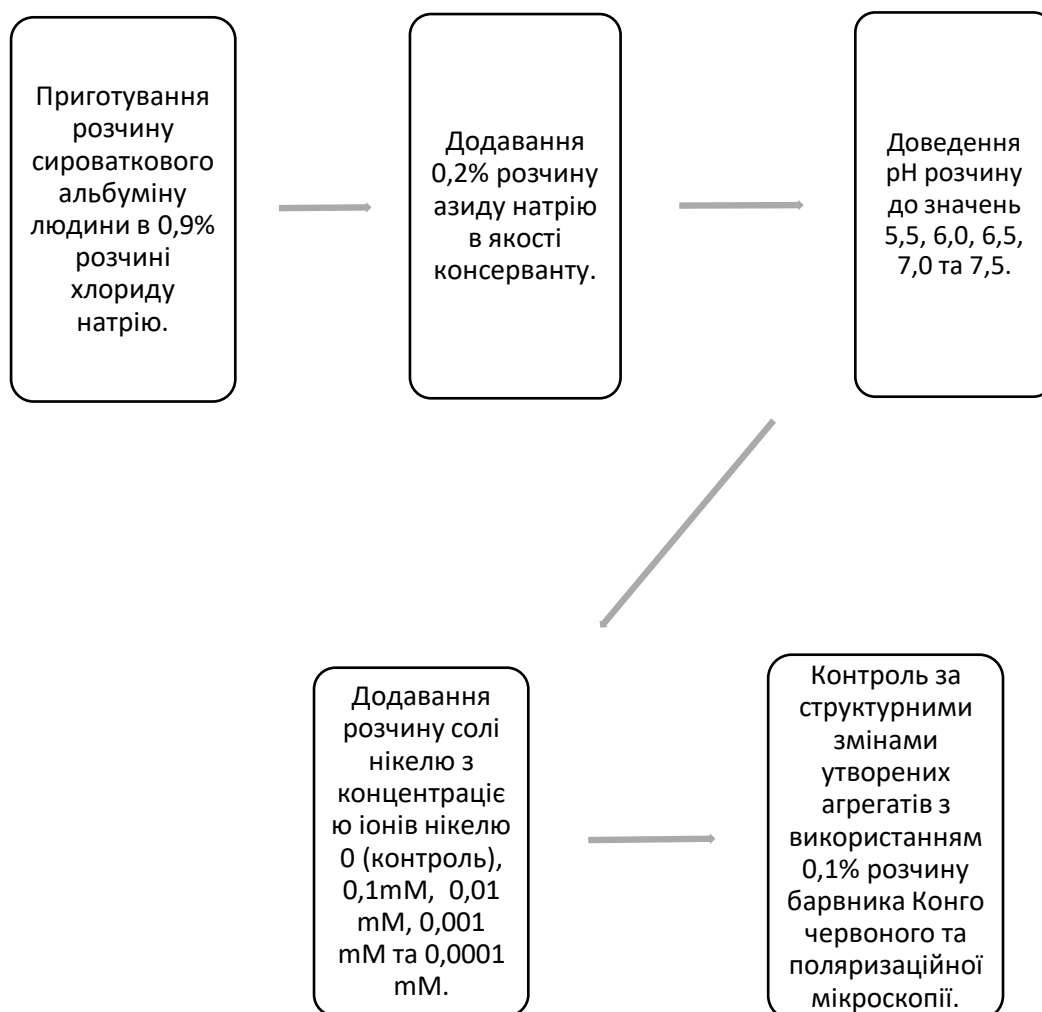 Приготування
розчину
сироваткового
альбуміну
людини в 0,9%
розчині
хлориду
натрію.
Додавання
0,2% розчину
азиду натрію
в якості
консерванту.
Доведення
pH розчину
до значень
5,5, 6,0, 6,5,
7,0 та 7,5.
Додавання
розчину солі
нікелю з
концентраціє
ю іонів нікелю
0 (контроль),
0,1mM, 0,01
mM, 0,001
mM та 0,0001
mM.
Контроль за
структурними
змінами
утворених
агрегатів з
використанням
0,1% розчину
барвника Конго
червоного та
поляризаційної
мікроскопії.